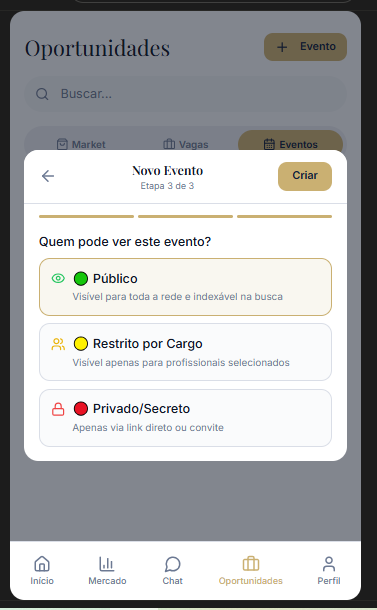 Oportunidades
+ Evento
Buscar...
Market
Vagas
Eventos
Novo Evento
Etapa 3 de 3
Criar
Quem pode ver este evento?
Público
Visível para toda a rede e indexável na busca
Restrito por Cargo
Visível apenas para profissionais selecionados
Privado/Secreto
Apenas via link direto ou convite
Início
Mercado
Chat
Oportunidades
Perfil